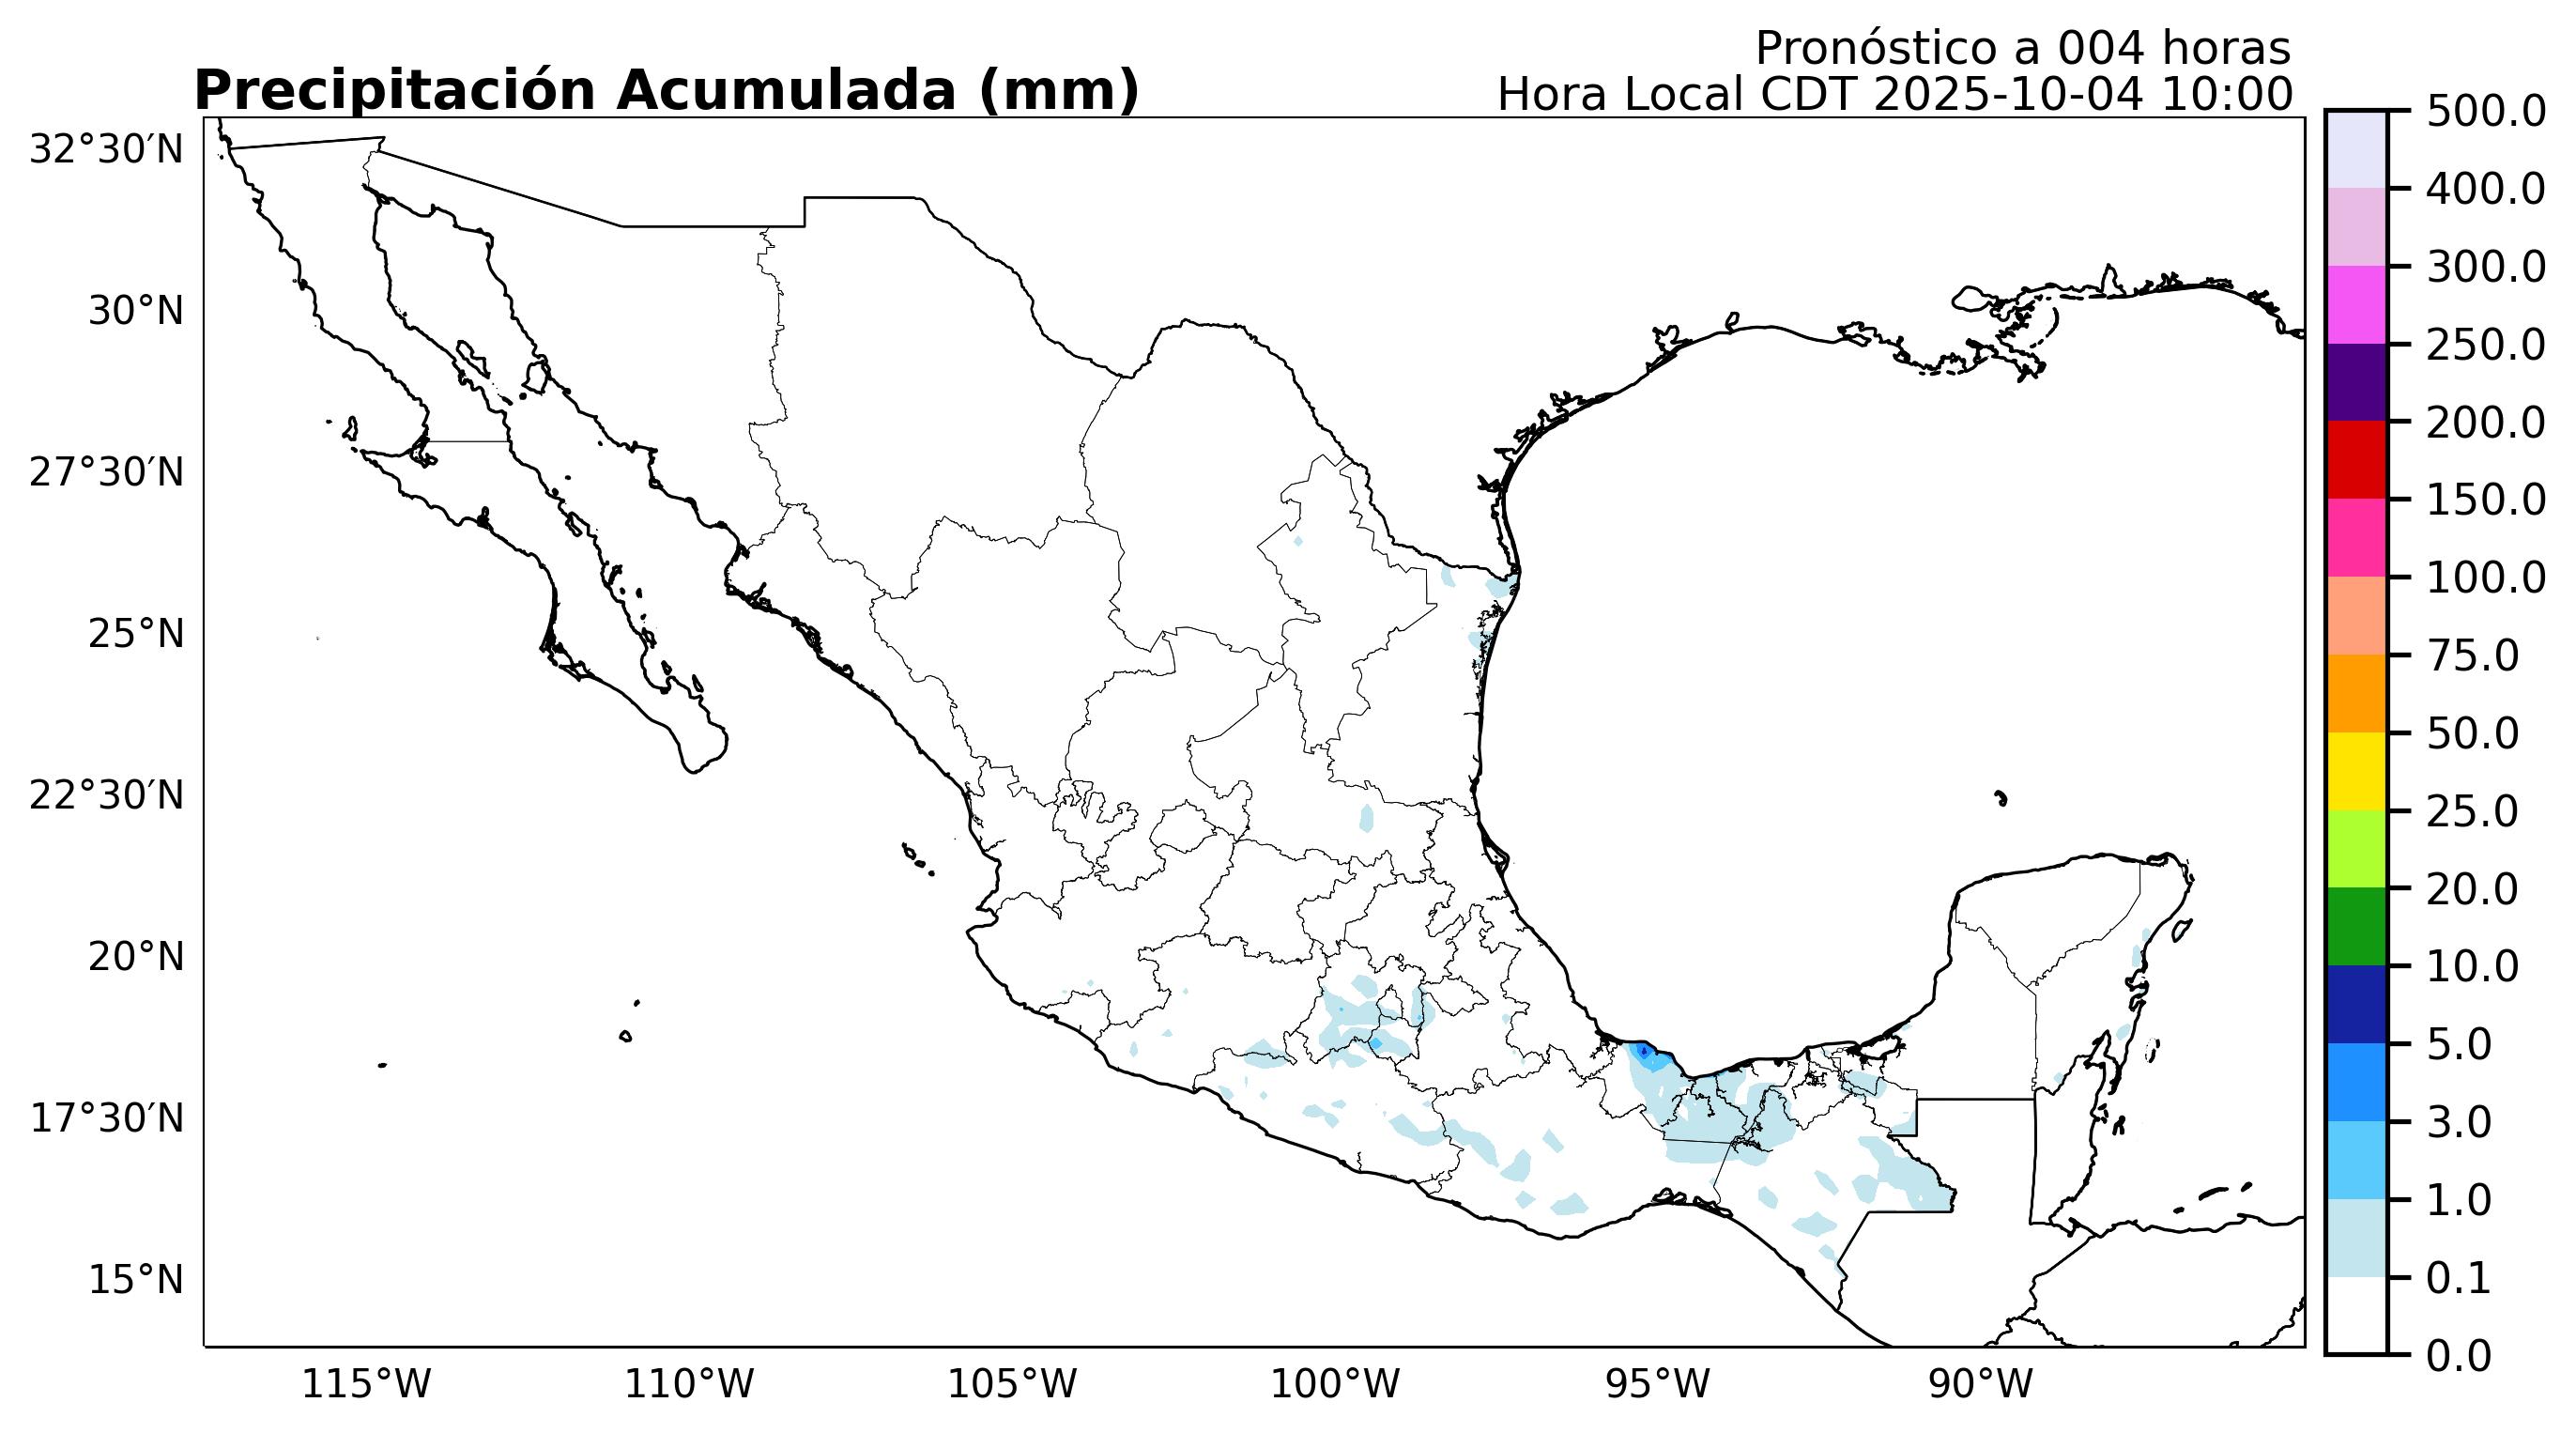 Pronóstico a 004 horas
Precipitación Acumulada (mm)
Hora Local CDT 2025-10-04 10:00
32°30′N
30°N
27°30′N
25°N
22°30′N
20°N
17°30′N
15°N
115°W
110°W
105°W
100°W
95°W
90°W
500.0
400.0
300.0
250.0
200.0
150.0
100.0
75.0
50.0
25.0
20.0
10.0
5.0
3.0
1.0
0.1
0.0